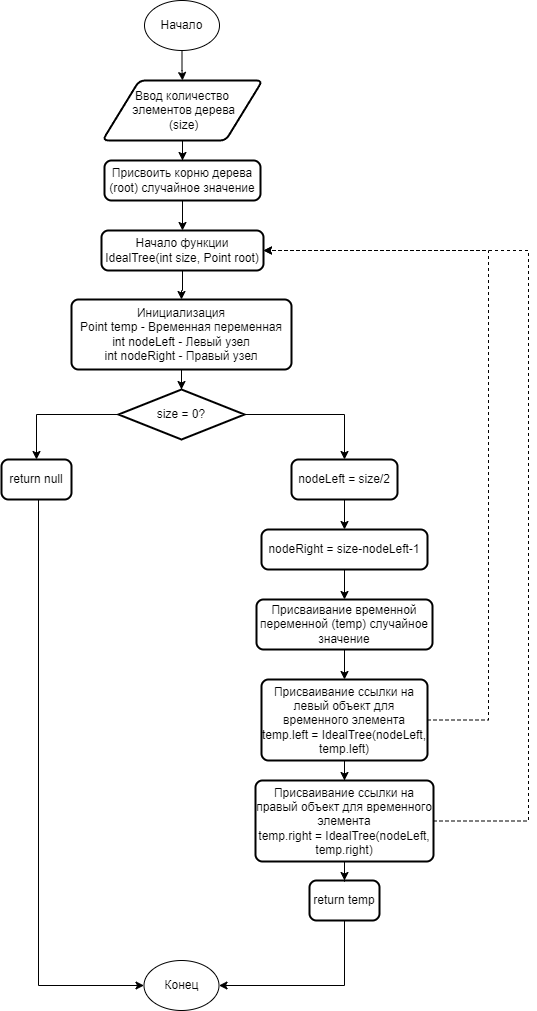 Начало
Ввод количество
элементов дерева
(size)
Присвоить корню дерева
(root) случайное значение
Начало функции
IdealTree(int size, Point root)
Инициализация
Point temp - Временная переменная
int nodeLeft - Левый узел
int nodeRight - Правый узел
size = 0?
return null
nodeLeft = size/2
nodeRight = size-nodeLeft-1
Присваивание временной
переменной (temp) случайное
значение
Присваивание ссылки на
левый объект для
временного элемента
temp.left = IdealTree(nodeLeft,
temp.left)
Присваивание ссылки на
правый объект для временного
элемента
temp.right = IdealTree(nodeLeft,
temp.right)
return temp
Конец